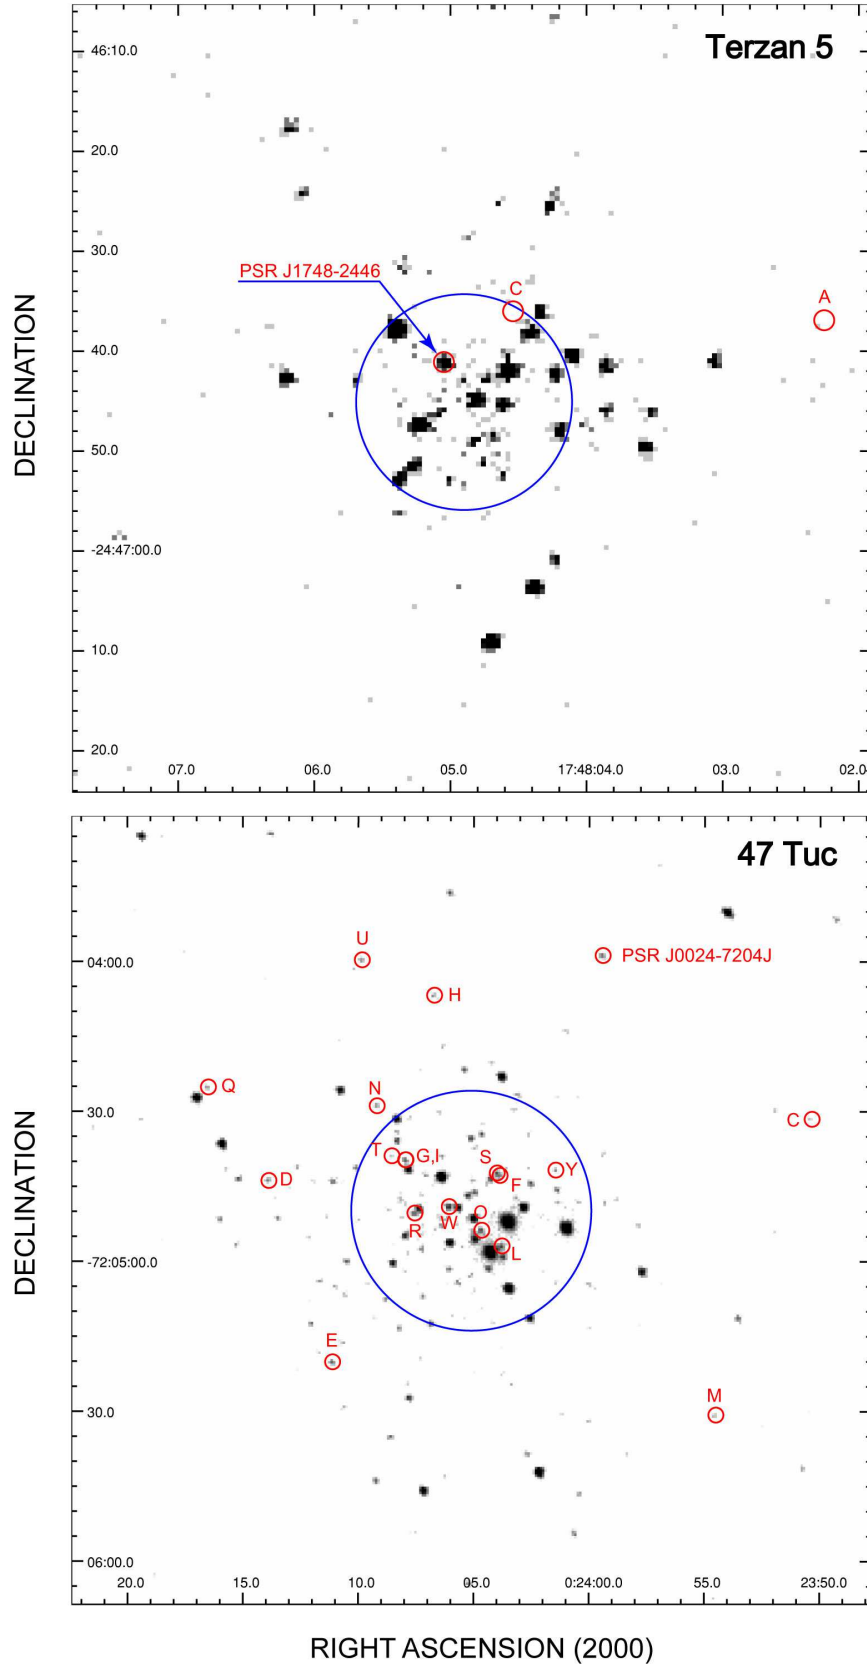 Terzan 5
46:10.0
20.0
30.0
PSR J1748-2446
C
A
40.0
50.0
-24:47:00.0
10.0
20.0
07.0
06.0
05.0
17:48:04.0
03.0
02.0
DECLINATION
47 Tuc
U
04:00.0
PSR J0024-7204J
H
Q
N
30.0
C
T
G,I
S
F
Y
D
W
O
R
L
-72:05:00.0
E
M
30.0
06:00.0
20.0
15.0
10.0
05.0
0:24:00.0
55.0
23:50.0
DECLINATION
RIGHT ASCENSION (2000)